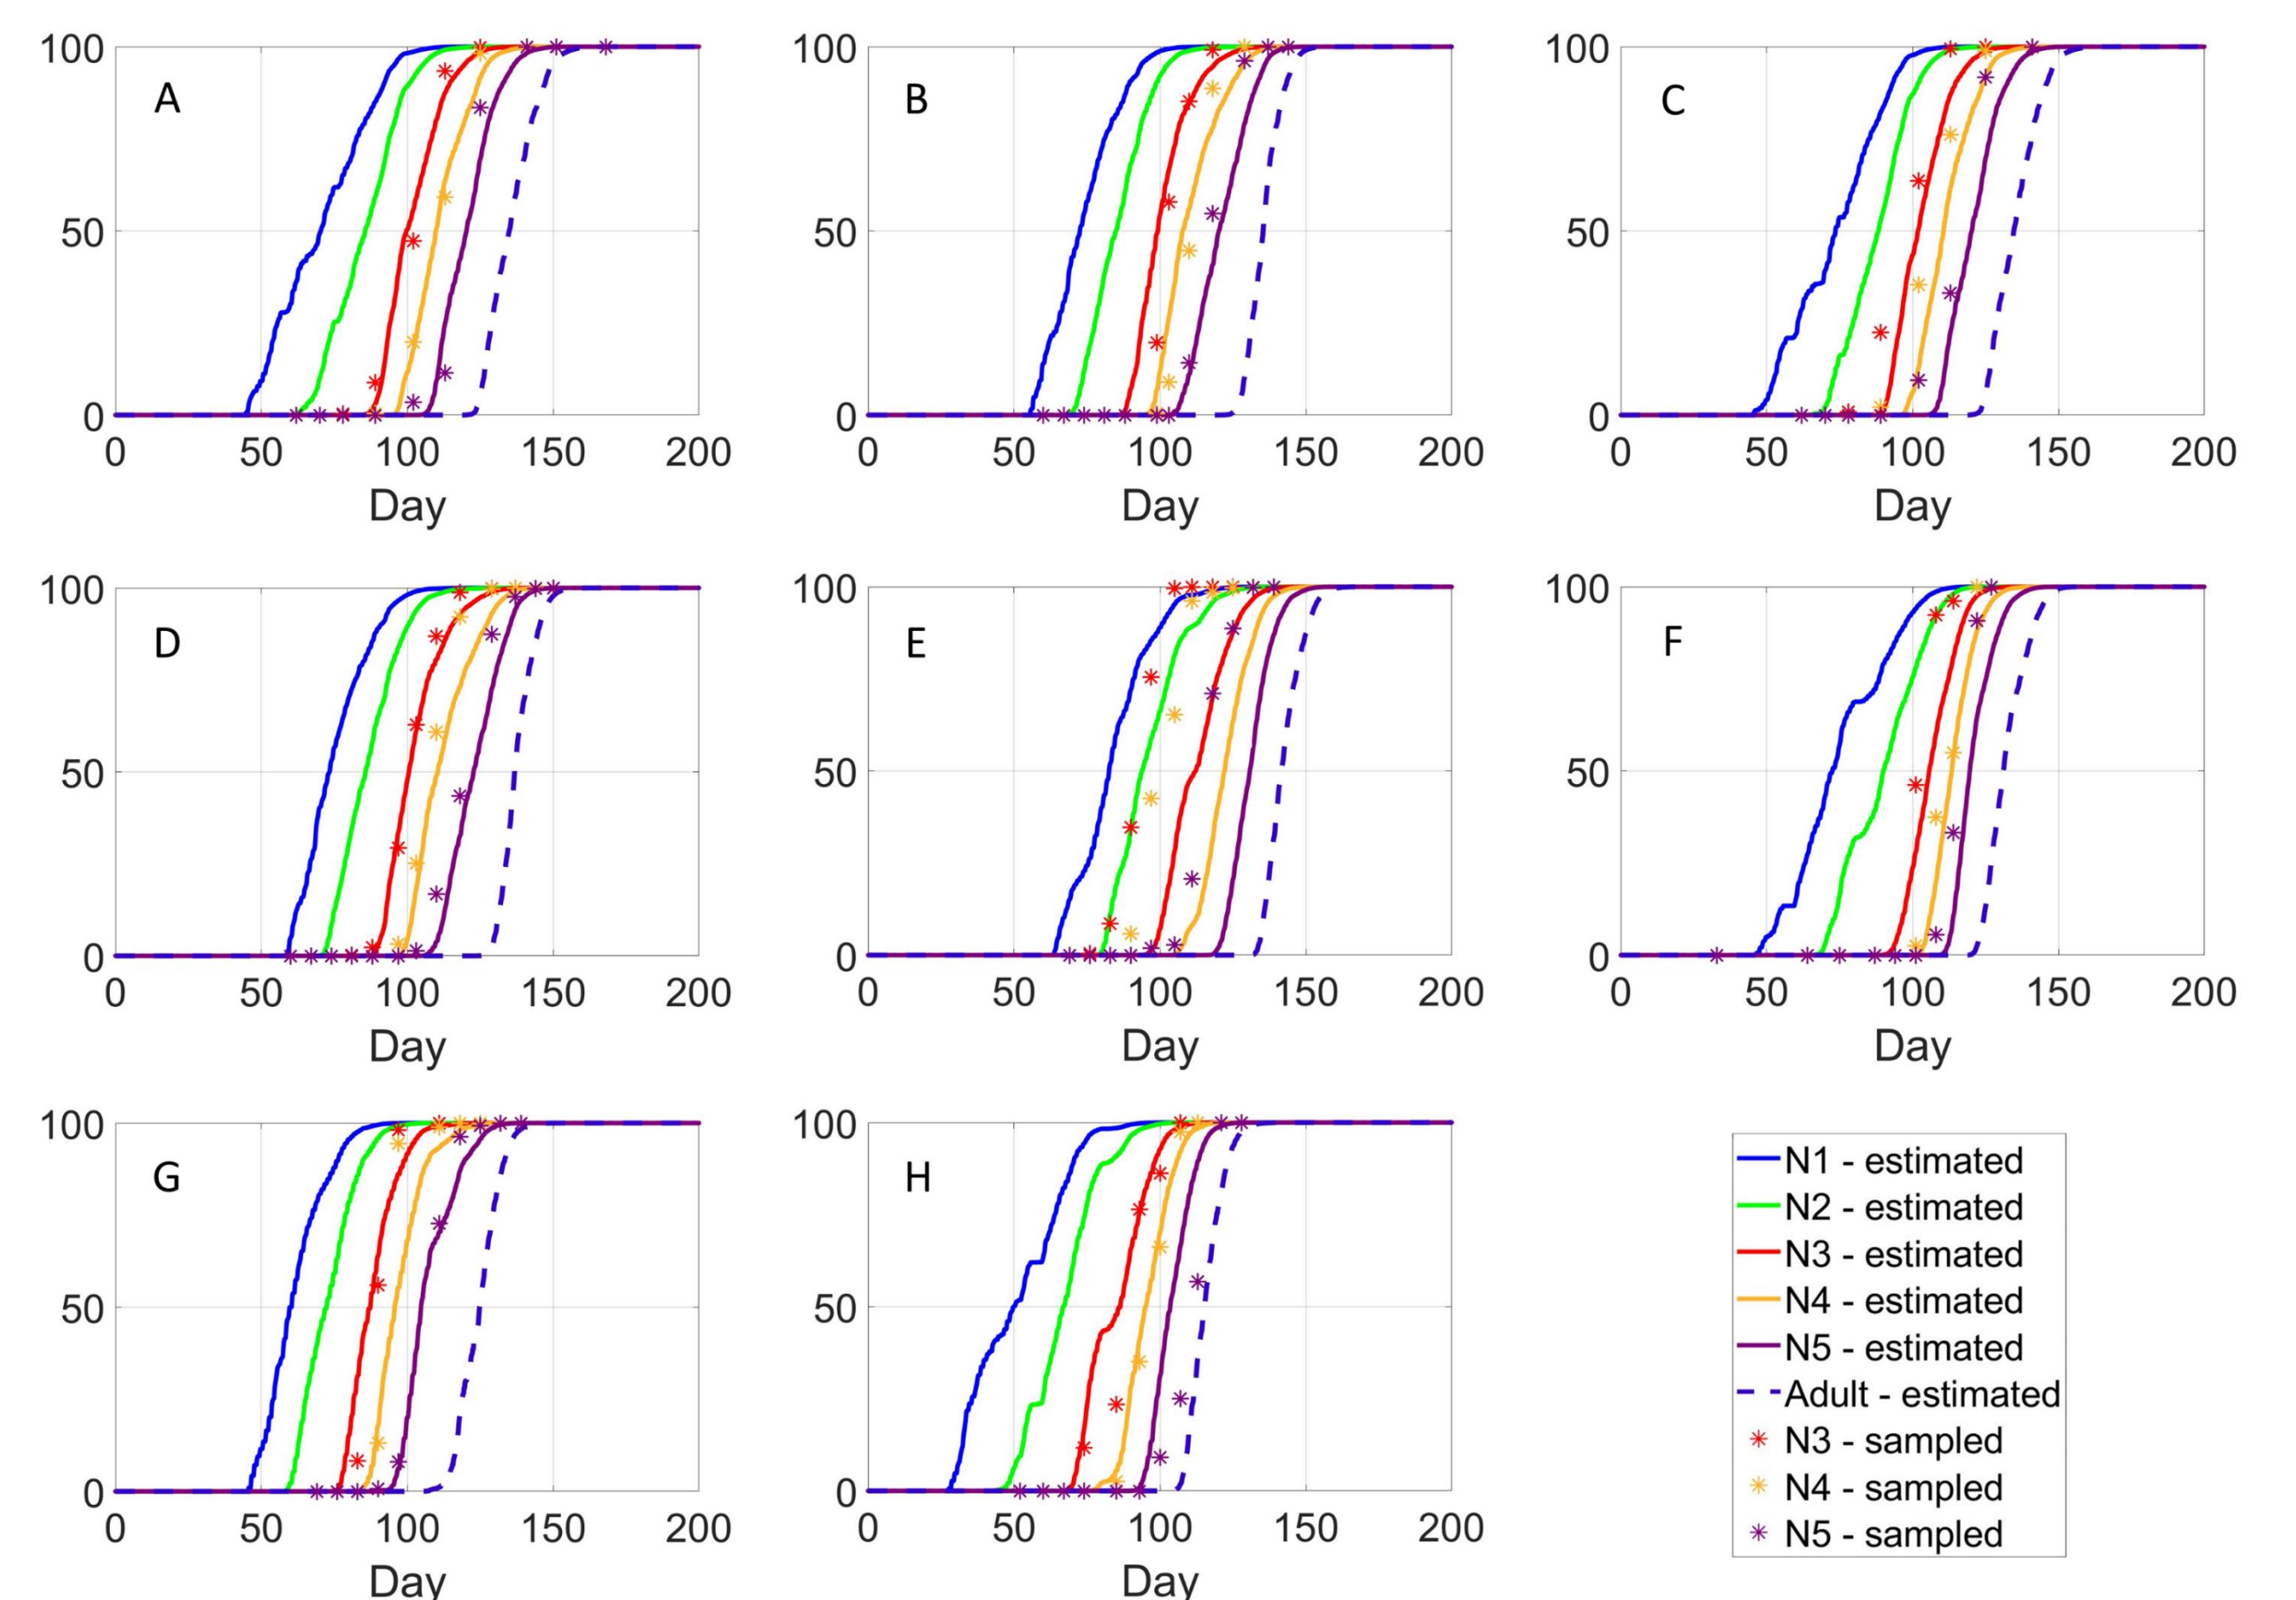 100
50
0
A
0 50 100 150 200
Day
100
50
0
B
0 50 100 150 200
Day
100
50
0
C
0 50 100 150 200
Day
100
50
0
D
0 50 100 150 200
Day
100
50
0
E
0 50 100 150 200
Day
100
50
0
F
0 50 100 150 200
Day
100
50
0
G
0 50 100 150 200
Day
100
50
0
H
0 50 100 150 200
Day
N1 - estimated
N2 - estimated
N3 - estimated
N4 - estimated
N5 - estimated
Adult - estimated
N3 - sampled
N4 - sampled
N5 - sampled